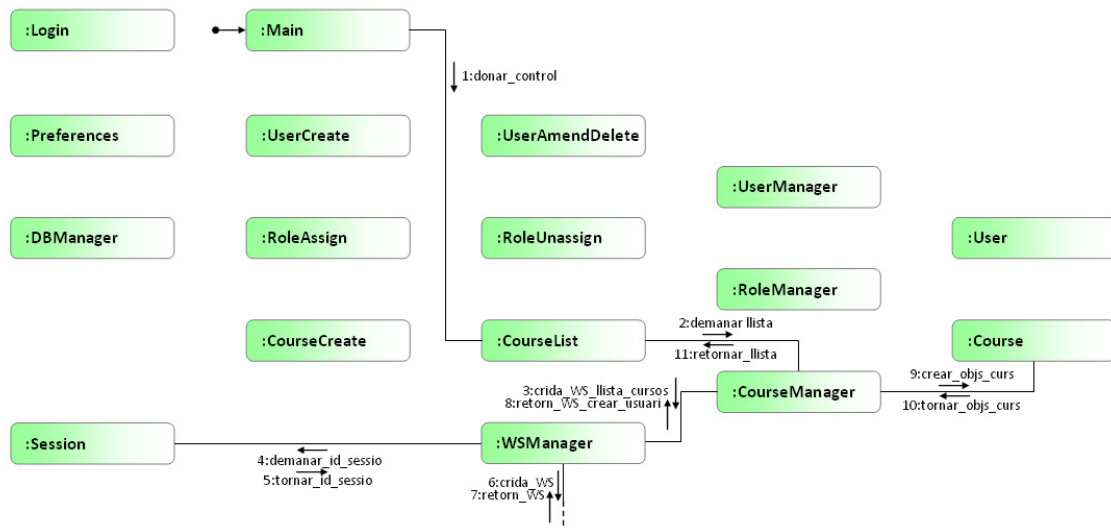 :Login
:Main
1:donar_control
:Preferences
:UserCreate
:UserAmendDelete
:UserManager
:DBManager
:RoleAssign
:RoleUnassign
:User
:RoleManager
:CourseCreate
:CourseList
2:demanar llista
11:retornar_llista
:Course
:CourseManager
9:crear_objs_curs
10:tornar_objs_curs
3:crida_WS_llista_cursos
8:retorn_WS_crear_usuari
:Session
:WSManager
4:demanar_id_sessio
5:tornar_id_sessio
6:crida_WS
7:retorn_WS